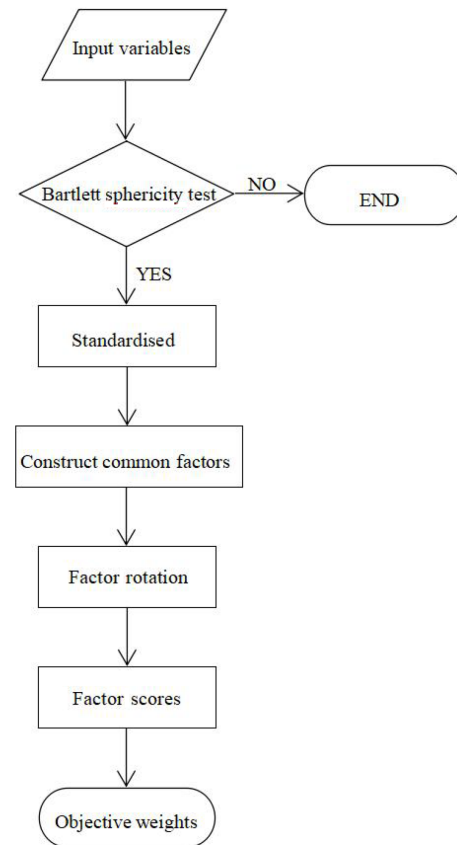 Input variables
Bartlett sphericity test
NO
END
YES
Standardised
Construct common factors
Factor rotation
Factor scores
Objective weights